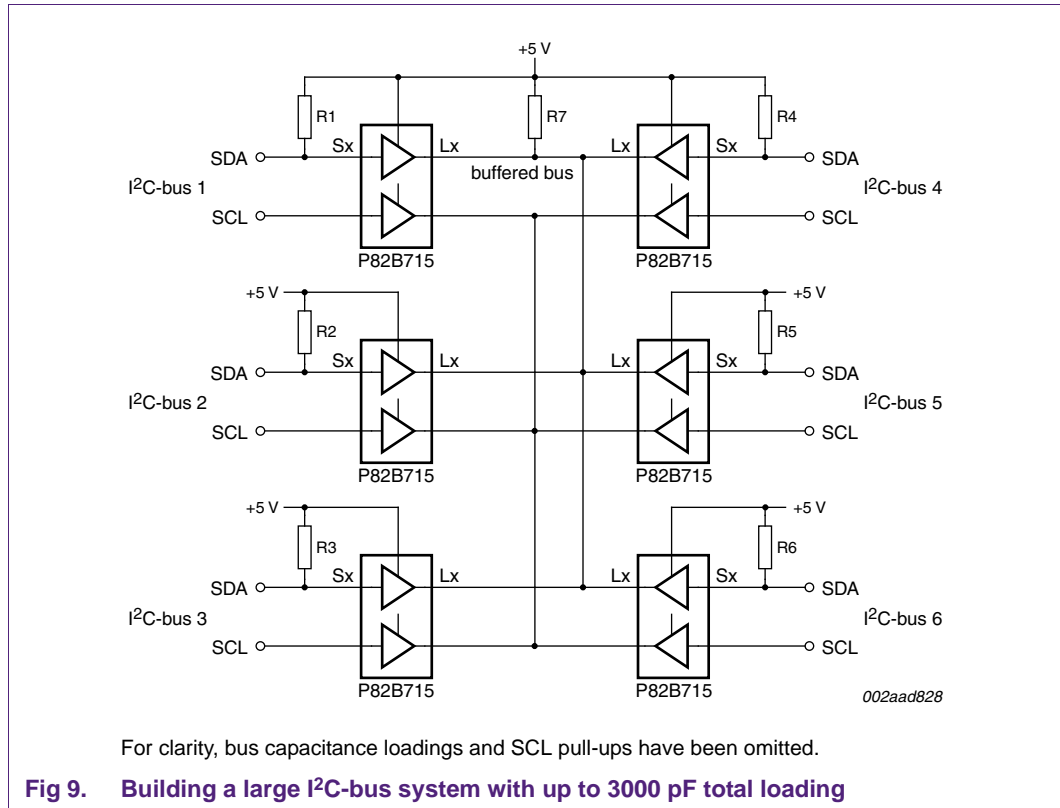 +5 V
R1
R7
R4
SDA
Sx
Lx
Lx
Sx
SDA
buffered bus
I²C-bus 1
I²C-bus 4
SCL
SCL
P82B715
P82B715
+5 V
+5 V
R2
R5
SDA
Sx
Lx
Lx
Sx
SDA
I²C-bus 2
I²C-bus 5
SCL
SCL
P82B715
P82B715
+5 V
+5 V
R3
R6
SDA
Sx
Lx
Lx
Sx
SDA
I²C-bus 3
I²C-bus 6
SCL
SCL
P82B715
P82B715
002aad828
For clarity, bus capacitance loadings and SCL pull-ups have been omitted.
Fig 9. Building a large I²C-bus system with up to 3000 pF total loading